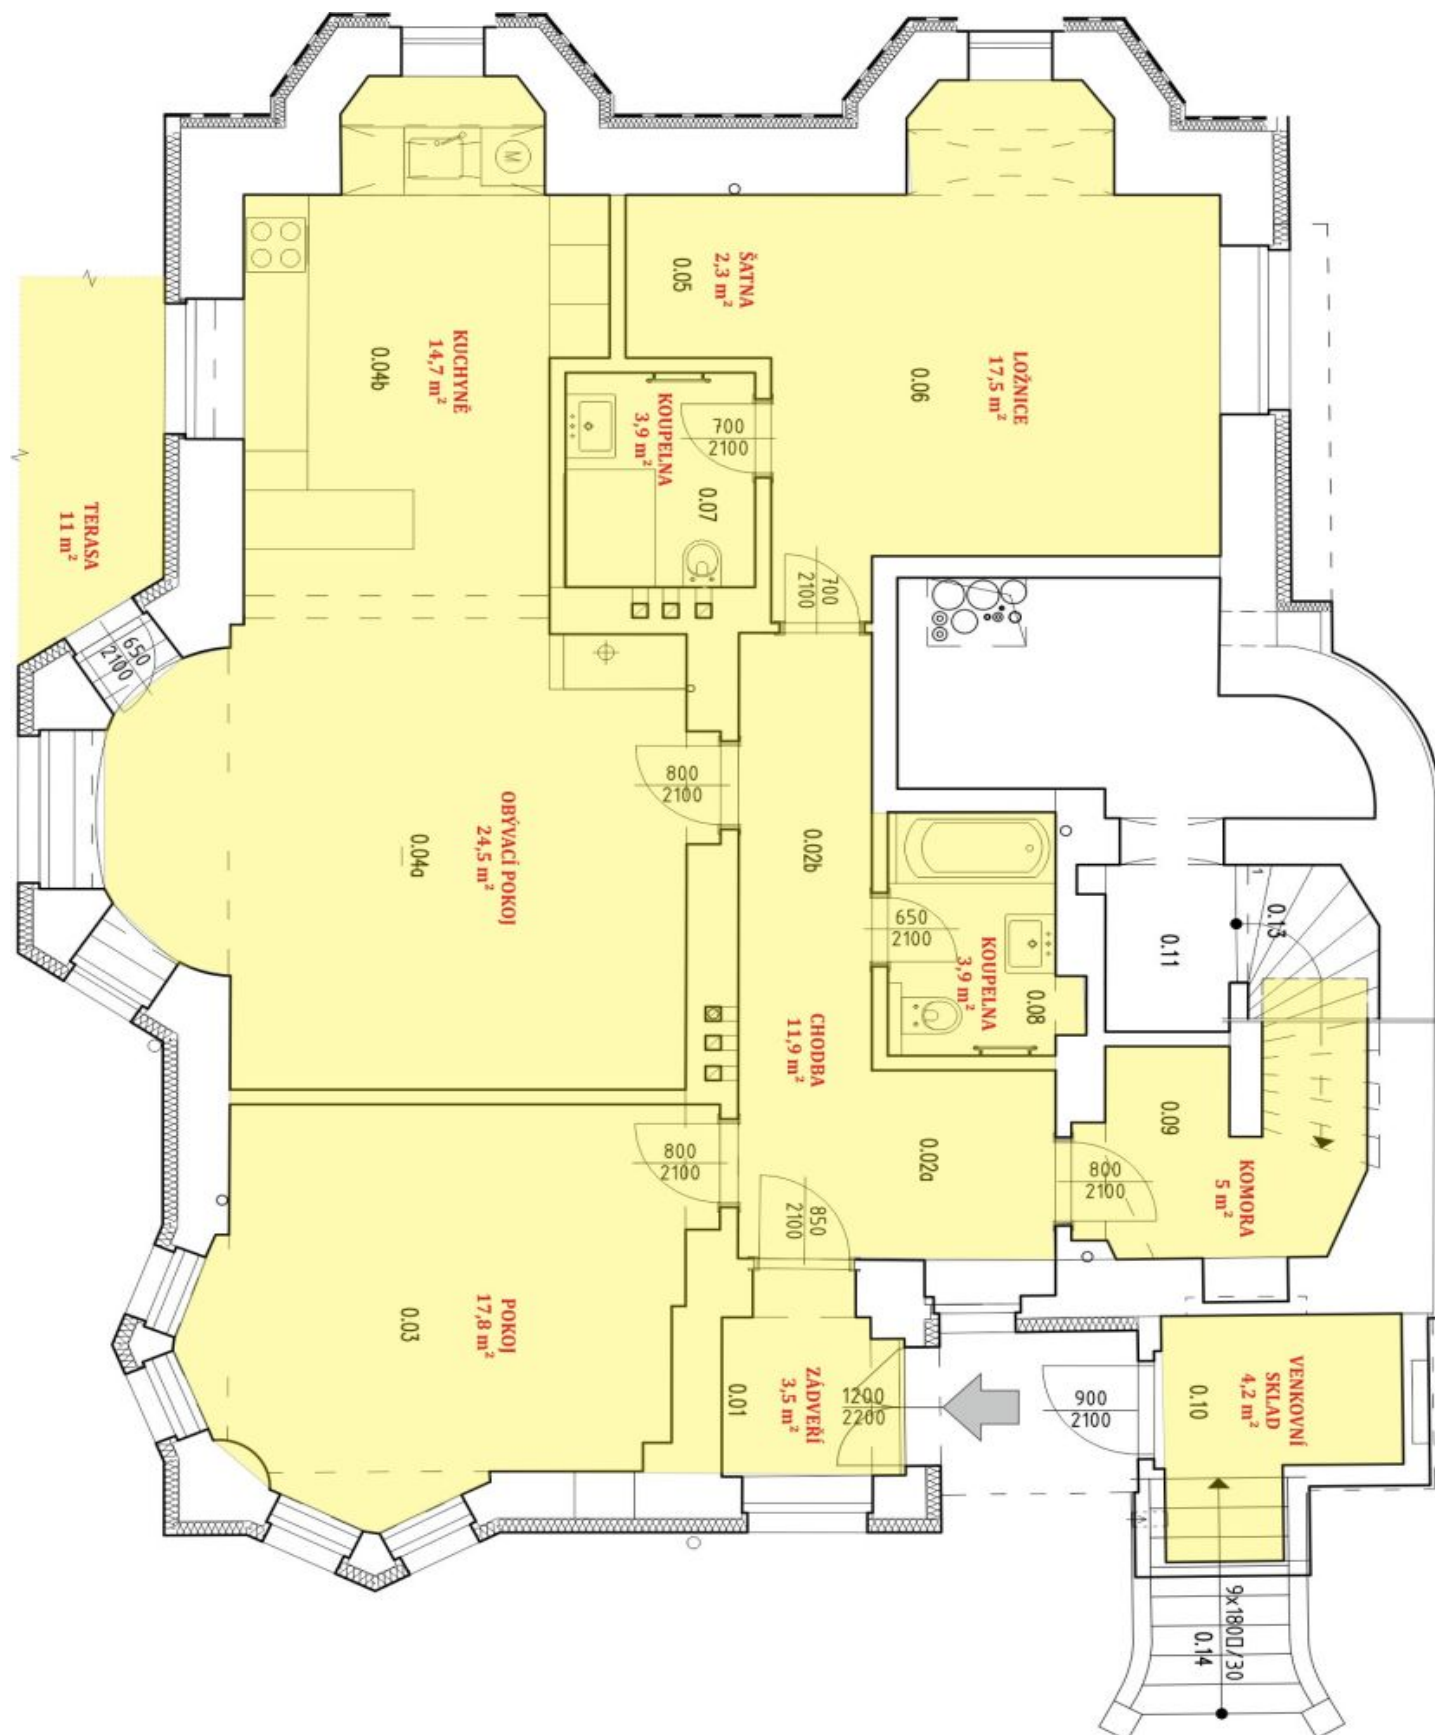 M
ŠATNA
2,3 m²
0.05
KUCHYNĚ
14,7 m²
0.04b
LOŽNICE
17,5 m²
0.06
KOUPELNA
3,9 m²
0.07
700
2100
TERASA
11 m²
700
2100
650
2100
800
2100
OBÝVACÍ POKOJ
24,5 m²
0.04a
0.02b
650
2100
KOUPELNA
3,9 m²
0.08
1
0.13
0.11
CHODBA
11,9 m²
0.02a
0.09
KOMORA
5 m²
800
2100
800
2100
850
2100
POKOJ
17,8 m²
0.03
ZÁDVEŘÍ
3,5 m²
0.01
1200
2200
900
2100
VENKOVNÍ
SKLAD
4,2 m²
0.10
9x180▯/30
0.14